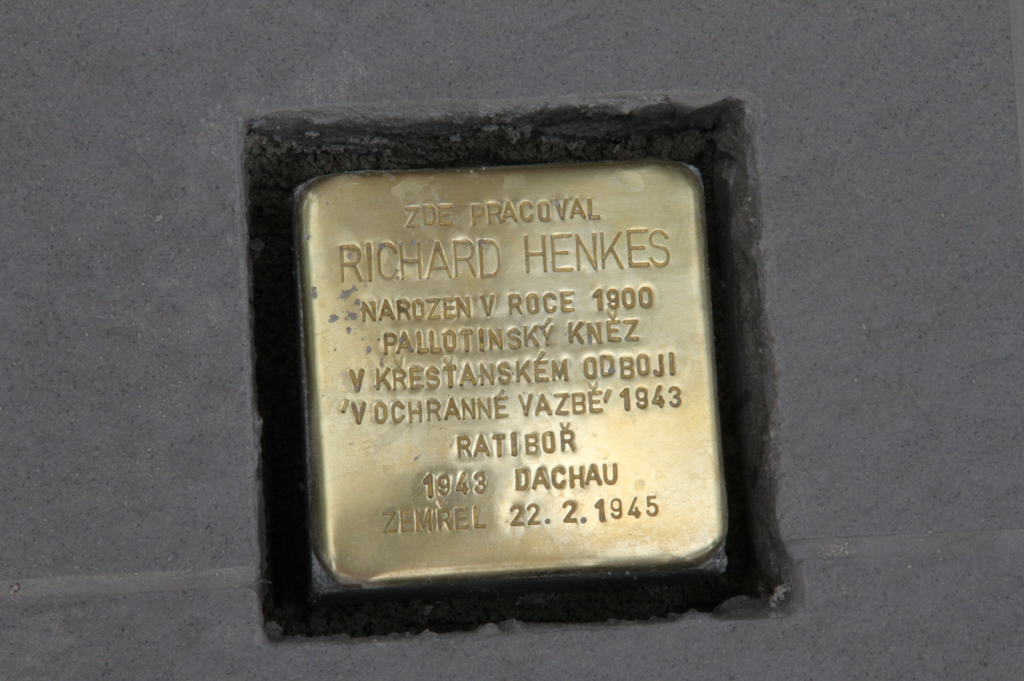 ZDE PRACOVAL
RICHARD HENKES
NAROZEN V ROCE 1900
PALLOTINSKÝ KNĚZ
V KŘESŤANSKÉM ODBOJI
'V OCHRANNÉ VAZBĚ' 1943
RATIBOŘ
1943 DACHAU
ZEMŘEL 22. 2. 1945